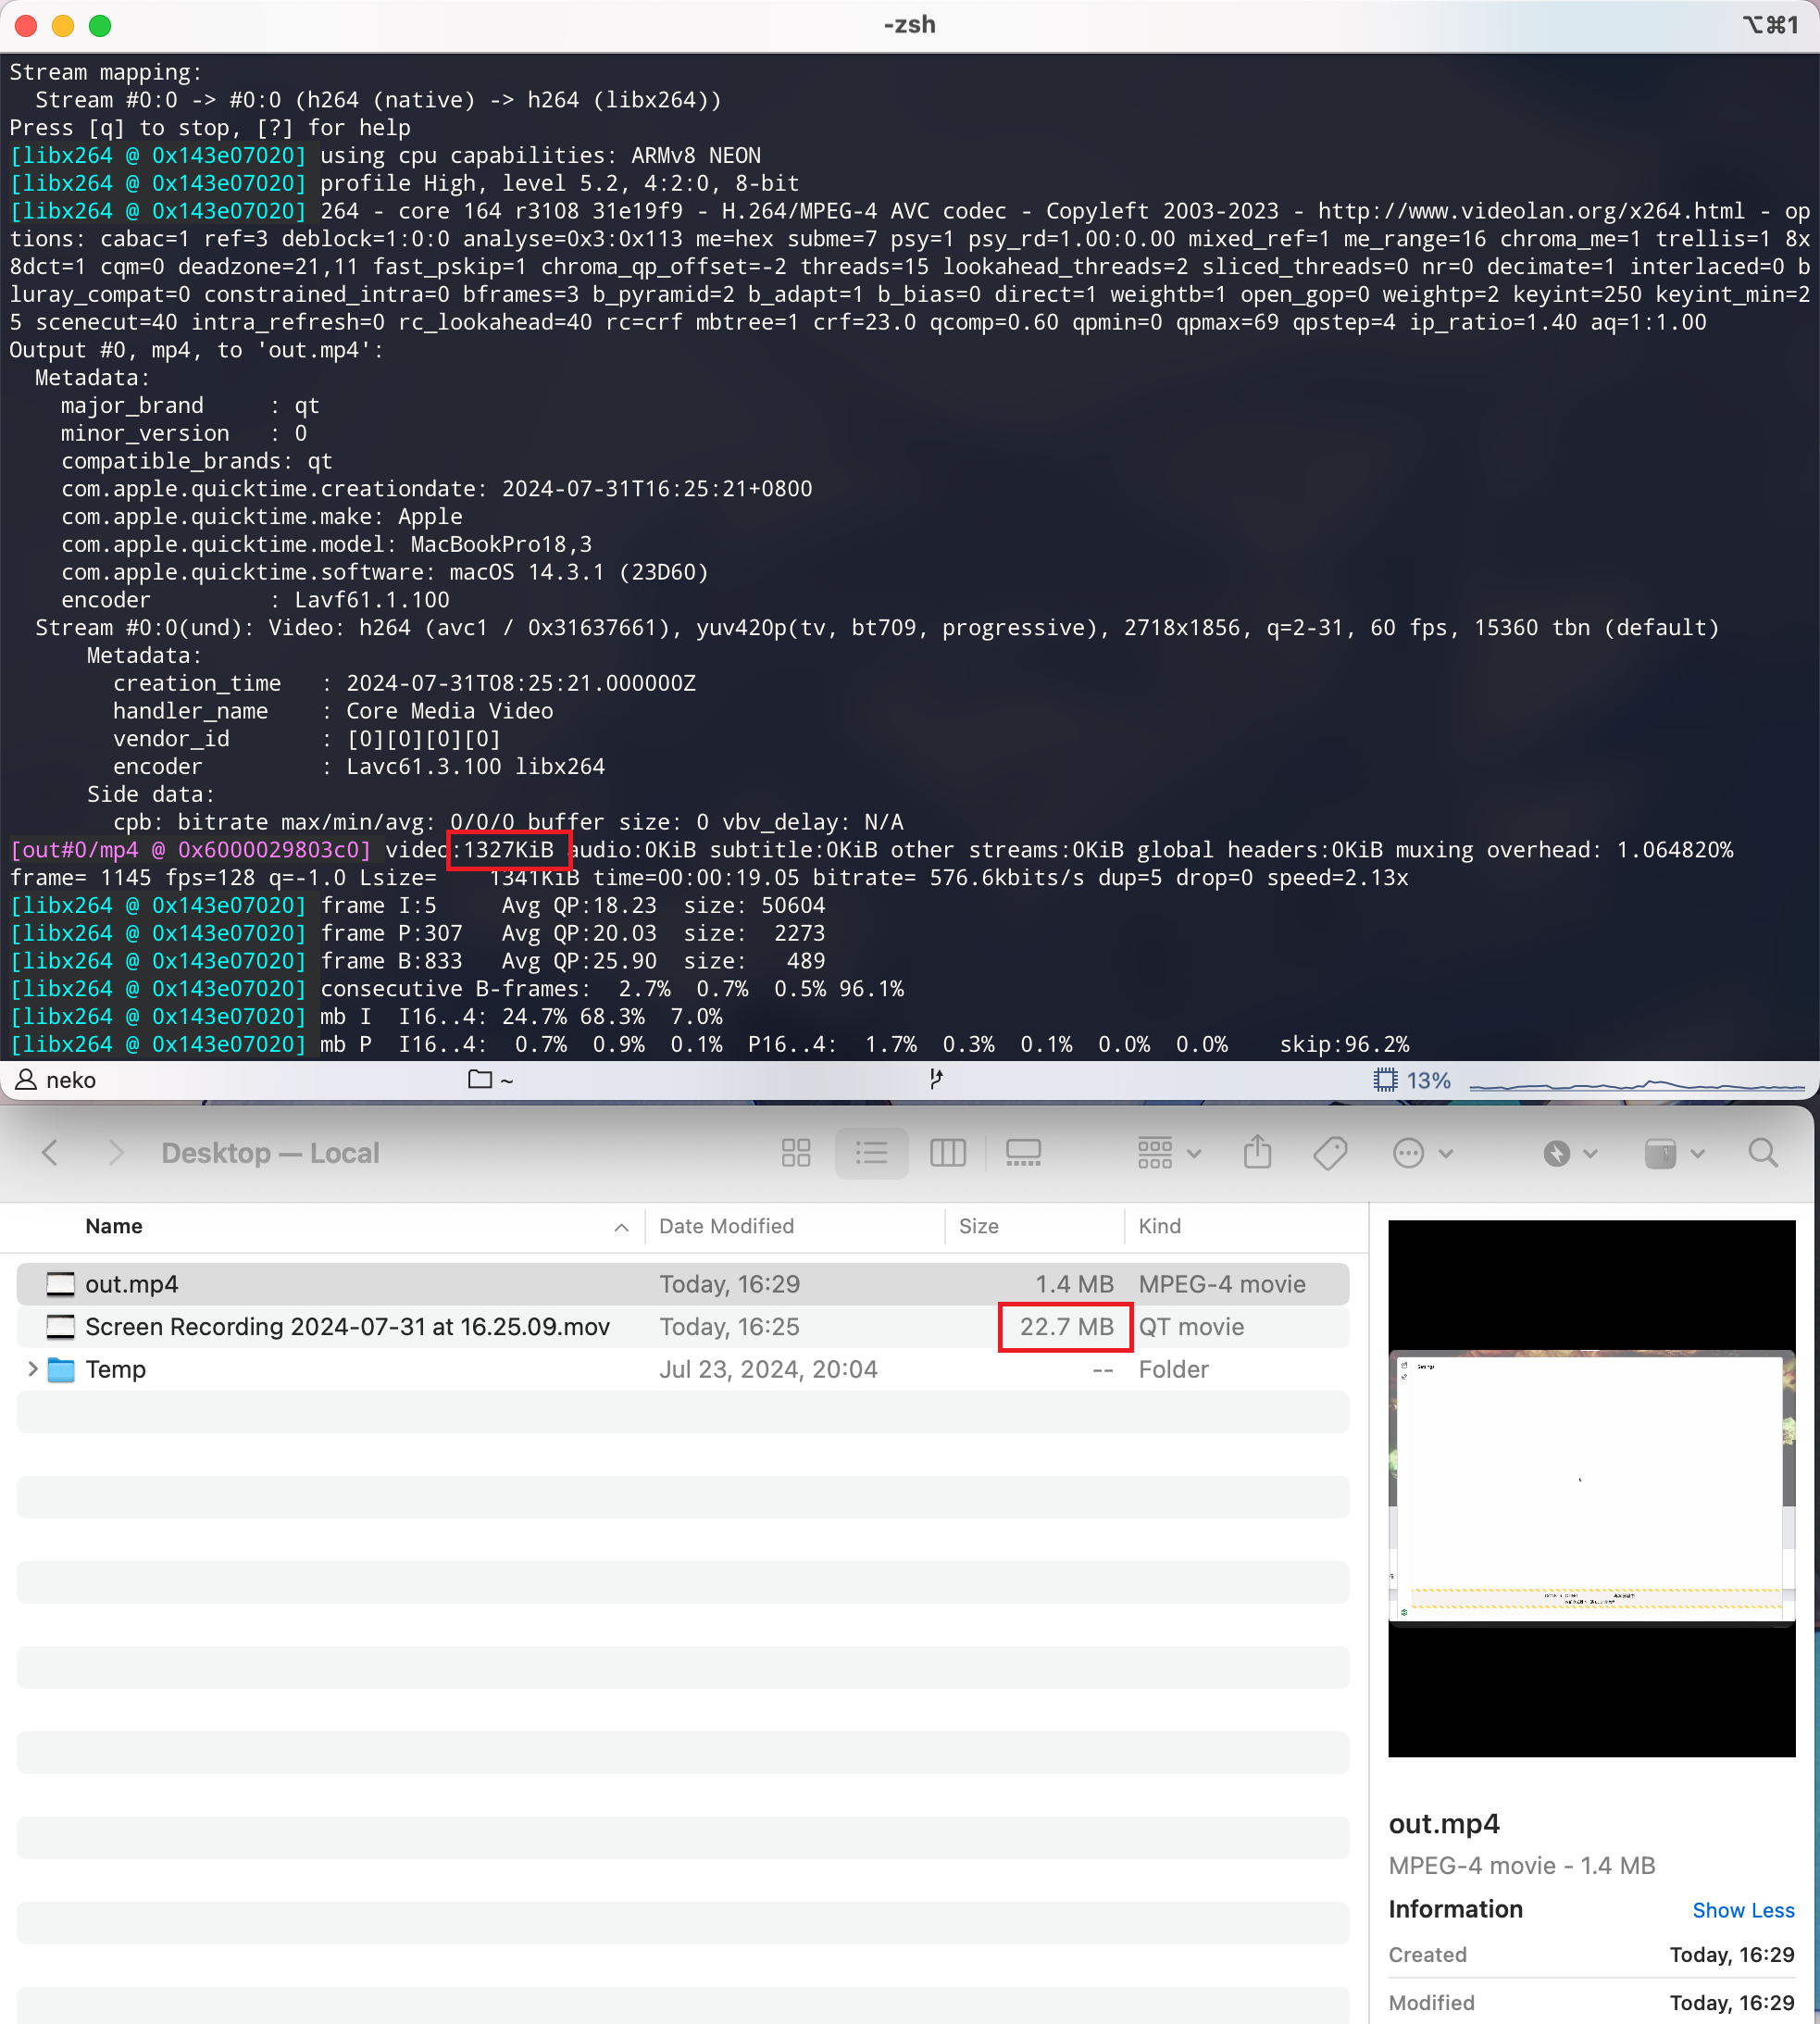 -zsh
⌥⌘1
Stream mapping:
  Stream #0:0 -> #0:0 (h264 (native) -> h264 (libx264))
Press [q] to stop, [?] for help
[libx264 @ 0x143e07020] using cpu capabilities: ARMv8 NEON
[libx264 @ 0x143e07020] profile High, level 5.2, 4:2:0, 8-bit
[libx264 @ 0x143e07020] 264 - core 164 r3108 31e19f9 - H.264/MPEG-4 AVC codec - Copyleft 2003-2023 - http://www.videolan.org/x264.html - op
tions: cabac=1 ref=3 deblock=1:0:0 analyse=0x3:0x113 me=hex subme=7 psy=1 psy_rd=1.00:0.00 mixed_ref=1 me_range=16 chroma_me=1 trellis=1 8x
8dct=1 cqm=0 deadzone=21,11 fast_pskip=1 chroma_qp_offset=-2 threads=15 lookahead_threads=2 sliced_threads=0 nr=0 decimate=1 interlaced=0 b
luray_compat=0 constrained_intra=0 bframes=3 b_pyramid=2 b_adapt=1 b_bias=0 direct=1 weightb=1 open_gop=0 weightp=2 keyint=250 keyint_min=2
5 scenecut=40 intra_refresh=0 rc_lookahead=40 rc=crf mbtree=1 crf=23.0 qcomp=0.60 qpmin=0 qpmax=69 qpstep=4 ip_ratio=1.40 aq=1:1.00
Output #0, mp4, to 'out.mp4':
  Metadata:
    major_brand     : qt
    minor_version   : 0
    compatible_brands: qt
    com.apple.quicktime.creationdate: 2024-07-31T16:25:21+0800
    com.apple.quicktime.make: Apple
    com.apple.quicktime.model: MacBookPro18,3
    com.apple.quicktime.software: macOS 14.3.1 (23D60)
    encoder         : Lavf61.1.100
  Stream #0:0(und): Video: h264 (avc1 / 0x31637661), yuv420p(tv, bt709, progressive), 2718x1856, q=2-31, 60 fps, 15360 tbn (default)
      Metadata:
        creation_time   : 2024-07-31T08:25:21.000000Z
        handler_name    : Core Media Video
        vendor_id       : [0][0][0][0]
        encoder         : Lavc61.3.100 libx264
      Side data:
        cpb: bitrate max/min/avg: 0/0/0 buffer size: 0 vbv_delay: N/A
[out#0/mp4 @ 0x6000029803c0] video:1327KiB audio:0KiB subtitle:0KiB other streams:0KiB global headers:0KiB muxing overhead: 1.064820%
frame= 1145 fps=128 q=-1.0 Lsize=    1341KiB time=00:00:19.05 bitrate= 576.6kbits/s dup=5 drop=0 speed=2.13x
[libx264 @ 0x143e07020] frame I:5     Avg QP:18.23  size: 50604
[libx264 @ 0x143e07020] frame P:307   Avg QP:20.03  size:  2273
[libx264 @ 0x143e07020] frame B:833   Avg QP:25.90  size:   489
[libx264 @ 0x143e07020] consecutive B-frames:  2.7%  0.7%  0.5% 96.1%
[libx264 @ 0x143e07020] mb I  I16..4: 24.7% 68.3%  7.0%
[libx264 @ 0x143e07020] mb P  I16..4:  0.7%  0.9%  0.1%  P16..4:  1.7%  0.3%  0.1%  0.0%  0.0%    skip:96.2%
neko ~ 13%
Desktop — Local
Name Date Modified Size Kind
out.mp4 Today, 16:29 1.4 MB MPEG-4 movie
Screen Recording 2024-07-31 at 16.25.09.mov Today, 16:25 22.7 MB QT movie
Temp Jul 23, 2024, 20:04 -- Folder
out.mp4
MPEG-4 movie - 1.4 MB
Information Show Less
Created Today, 16:29
Modified Today, 16:29